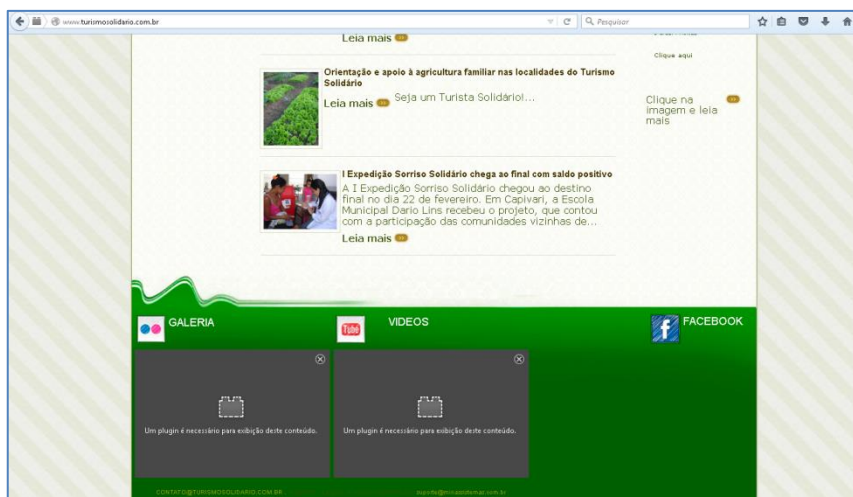 www.turismosolidario.com.br
Pesquisar
Leia mais
Clique aqui
Orientação e apoio à agricultura familiar nas localidades do Turismo
Solidário
Leia mais Seja um Turista Solidário!...
Clique na
imagem e leia
mais
I Expedição Sorriso Solidário chega ao final com saldo positivo
A I Expedição Sorriso Solidário chegou ao destino
final no dia 22 de fevereiro. Em Capivari, a Escola
Municipal Dario Lins recebeu o projeto, que contou
com a participação das comunidades vizinhas de...
Leia mais
GALERIA
Tube
VIDEOS
f
FACEBOOK
Um plugin é necessário para exibição deste conteúdo.
Um plugin é necessário para exibição deste conteúdo.
CONTATO@TURISMOSOLIDARIO.COM.BR